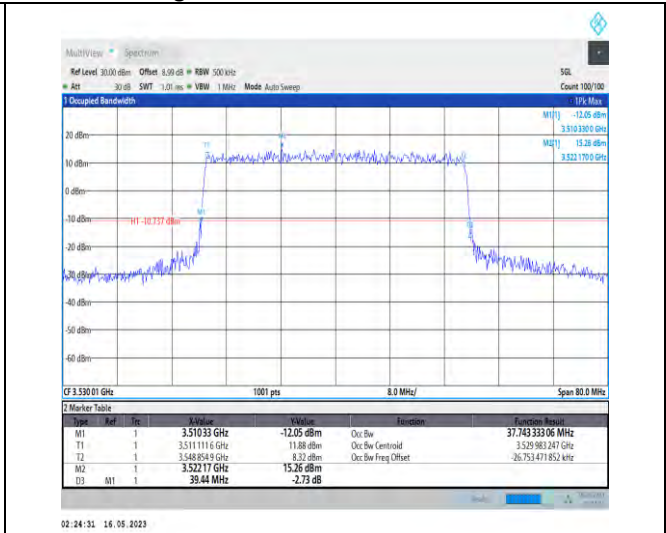 MultiView Spectrum
Ref Level 30.00 dBm Offset 8.99 dB RBW 500 kHz SGL
Att 30 dB SWT 1.01 ms VBW 1 MHz Mode Auto Sweep Count 100/100
1 Occupied Bandwidth 1Pk Max
M1[1] -12.05 dBm
3.510 330 0 GHz
20 dBm
15.28 dBm
3.522 170 0 GHz
T1
10 dBm
0 dBm
-10 dBm
M1
H1 -10.737 dBm
-20 dBm
-40 dBm
-50 dBm
-60 dBm
CF 3.530 01 GHz 1001 pts 8.0 MHz/ Span 80.0 MHz
2 Marker Table
Type Ref Trc X-Value Y-Value Function Function Result
M1 1 3.510 33 GHz -12.05 dBm Occ Bw 37.743 333 06 MHz
T1 1 3.511 111 6 GHz 11.88 dBm Occ Bw Centroid 3.529 983 247 GHz
T2 1 3.548 854 9 GHz 8.32 dBm Occ Bw Freq Offset -26.753 471 852 kHz
M2 1 3.522 17 GHz 15.26 dBm
D3 M1 1 39.44 MHz -2.73 dB
02:24:31 16.05.2023